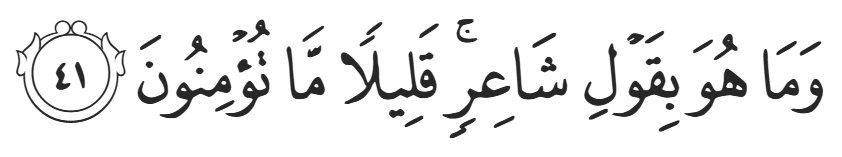 وَمَا هُوَ بِقَوْلِ شَاعِرٍۚ قَلِيلًا مَّا تُؤْمِنُونَ ٤١